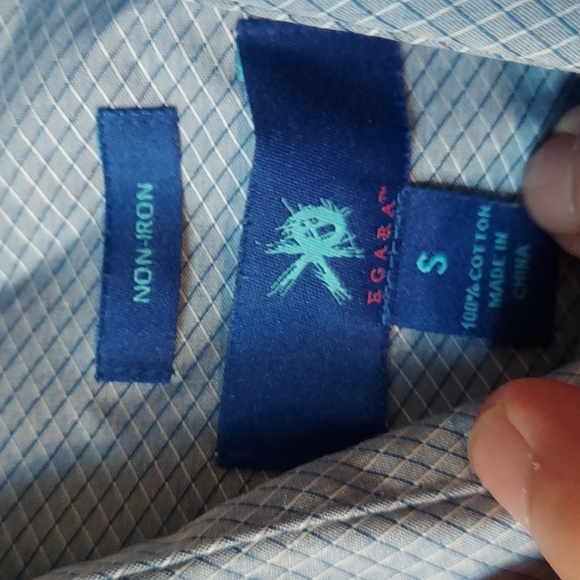 NON-IRON
EGARA™
S
100% COTTON
MADE IN
CHINA